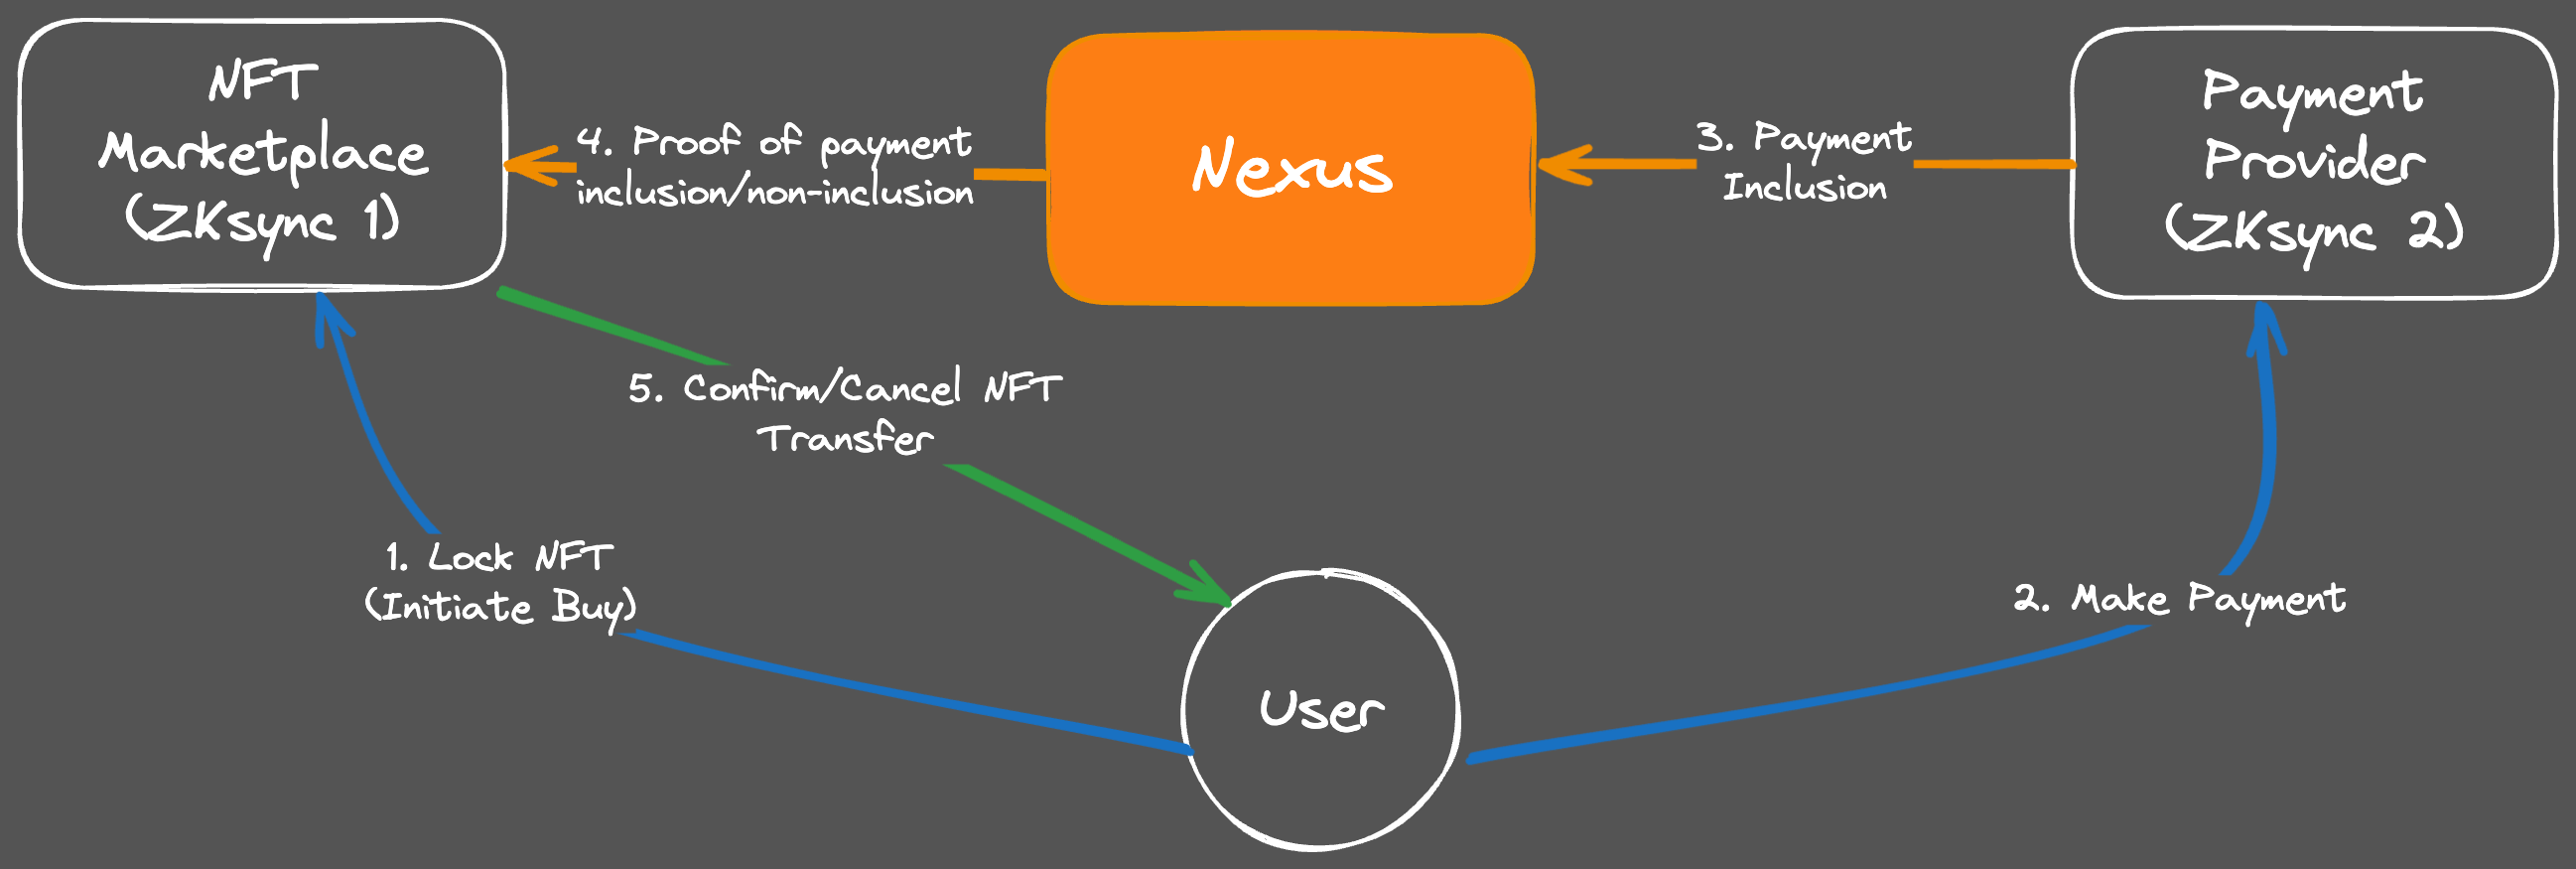 NFT
Marketplace
(ZKsync 1)
4. Proof of payment
inclusion/non-inclusion
Nexus
3. Payment
Inclusion
Payment
Provider
(ZKsync 2)
5. Confirm/Cancel NFT
Transfer
1. Lock NFT
(Initiate Buy)
2. Make Payment
User